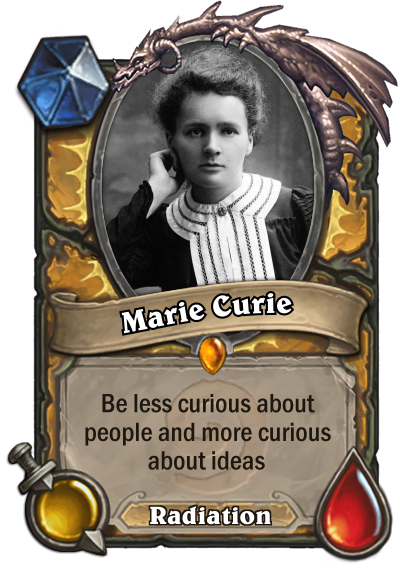 Marie Curie
Be less curious about
people and more curious
about ideas
Radiation